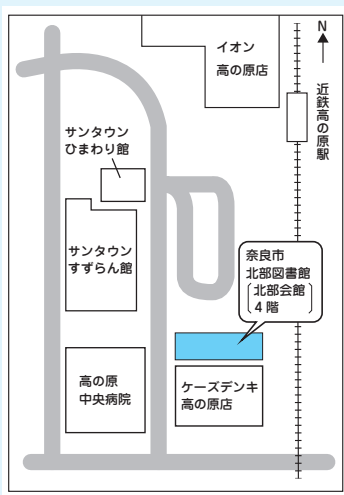 イオン
高の原店
N
近鉄高の原駅
サンタウン
ひまわり館
サンタウン
すずらん館
奈良市
北部図書館
北部会館
4階
高の原
中央病院
ケーズデンキ
高の原店